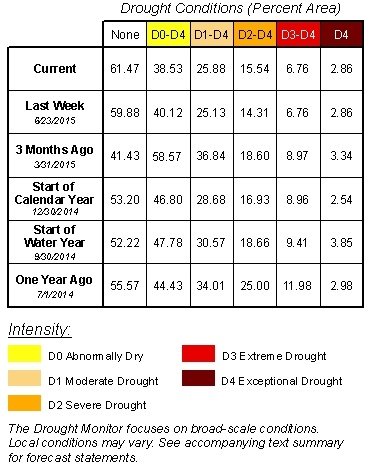 Drought Conditions (Percent Area)
None D0-D4 D1-D4 D2-D4 D3-D4 D4
Current 61.47 38.53 25.88 15.54 6.76 2.86
Last Week
6/23/2015
59.88 40.12 25.13 14.31 6.76 2.86
3 Months Ago
3/31/2015
41.43 58.57 36.84 18.60 8.97 3.34
Start of
Calendar Year
12/30/2014
53.20 46.80 28.68 16.93 8.96 2.54
Start of
Water Year
9/30/2014
52.22 47.78 30.57 18.66 9.41 3.85
One Year Ago
7/1/2014
55.57 44.43 34.01 25.00 11.98 2.98
Intensity:
D0 Abnormally Dry
D1 Moderate Drought
D2 Severe Drought
D3 Extreme Drought
D4 Exceptional Drought
The Drought Monitor focuses on broad-scale conditions.
Local conditions may vary. See accompanying text summary
for forecast statements.